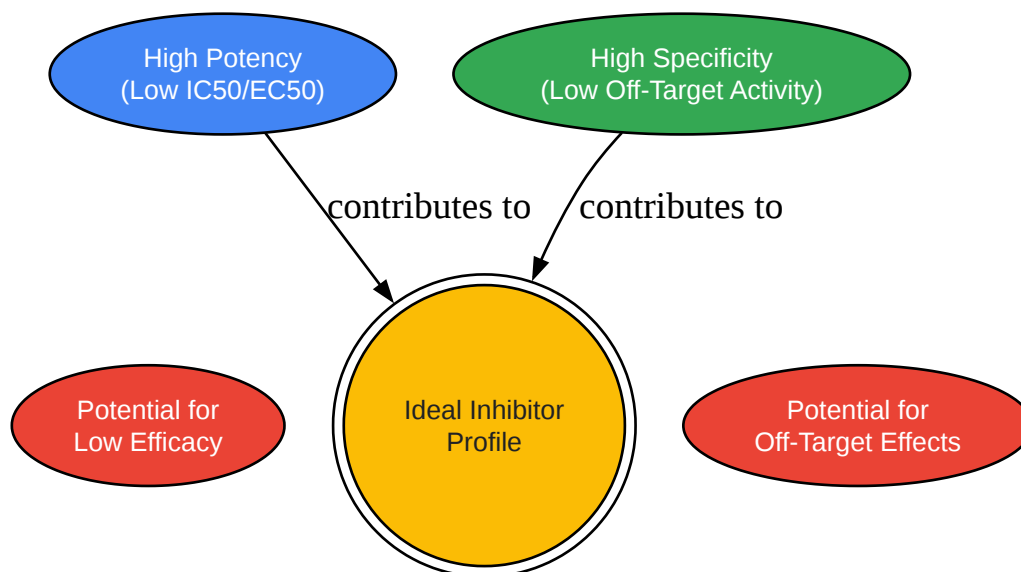 High Potency
(Low IC50/EC50)
High Specificity
(Low Off-Target Activity)
contributes to
contributes to
Potential for
Low Efficacy
Ideal Inhibitor
Profile
Potential for
Off-Target Effects